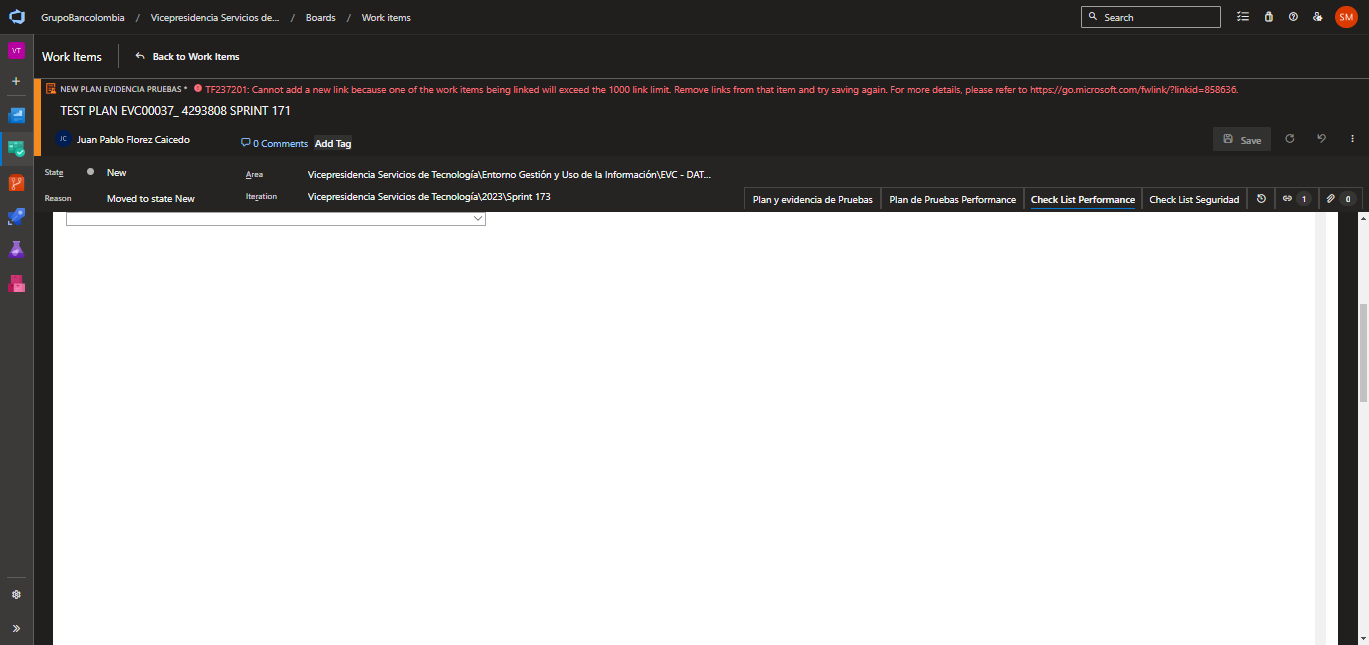 GrupoBancolombia / Vicepresidencia Servicios de... / Boards / Work items
Search
SM
VT
Work Items
Back to Work Items
NEW PLAN EVIDENCIA PRUEBAS * TF237201: Cannot add a new link because one of the work items being linked will exceed the 1000 link limit. Remove links from that item and try saving again. For more details, please refer to https://go.microsoft.com/fwlink/?linkid=858636.
TEST PLAN EVC00037_ 4293808 SPRINT 171
JC Juan Pablo Florez Caicedo
0 Comments Add Tag
Save
State New
Area Vicepresidencia Servicios de Tecnología\Entorno Gestión y Uso de la Información\EVC - DAT...
Reason Moved to state New
Iteration Vicepresidencia Servicios de Tecnología\2023\Sprint 173
Plan y evidencia de Pruebas Plan de Pruebas Performance Check List Performance Check List Seguridad 1 0